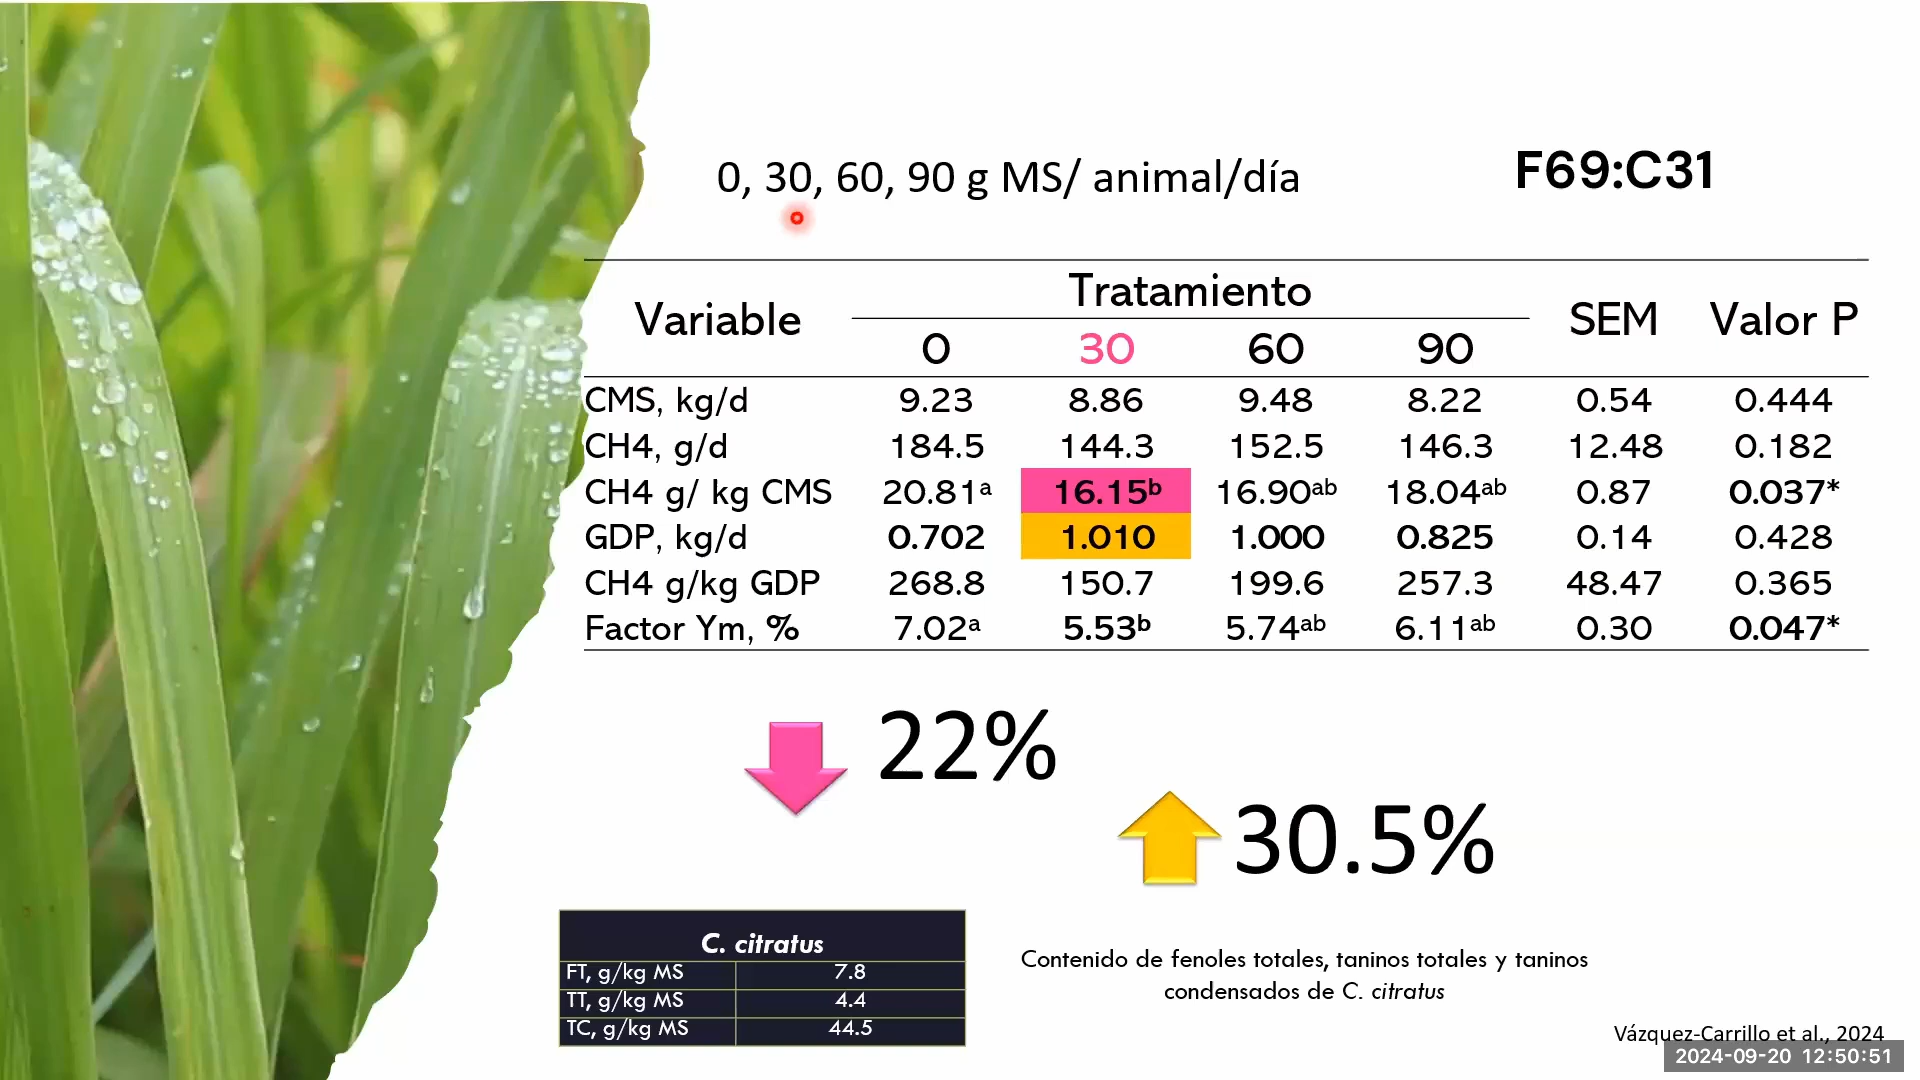 0, 30, 60, 90 g MS/ animal/día
F69:C31
Variable Tratamiento SEM Valor P
0 30 60 90
CMS, kg/d 9.23 8.86 9.48 8.22 0.54 0.444
CH4, g/d 184.5 144.3 152.5 146.3 12.48 0.182
CH4 g/ kg CMS 20.81ᵃ 16.15ᵇ 16.90ᵃᵇ 18.04ᵃᵇ 0.87 0.037*
GDP, kg/d 0.702 1.010 1.000 0.825 0.14 0.428
CH4 g/kg GDP 268.8 150.7 199.6 257.3 48.47 0.365
Factor Ym, % 7.02ᵃ 5.53ᵇ 5.74ᵃᵇ 6.11ᵃᵇ 0.30 0.047*
22%
30.5%
C. citratus
FT, g/kg MS 7.8
TT, g/kg MS 4.4
TC, g/kg MS 44.5
Contenido de fenoles totales, taninos totales y taninos
condensados de C. citratus
Vázquez-Carrillo et al., 2024
2024-09-20 12:50:51